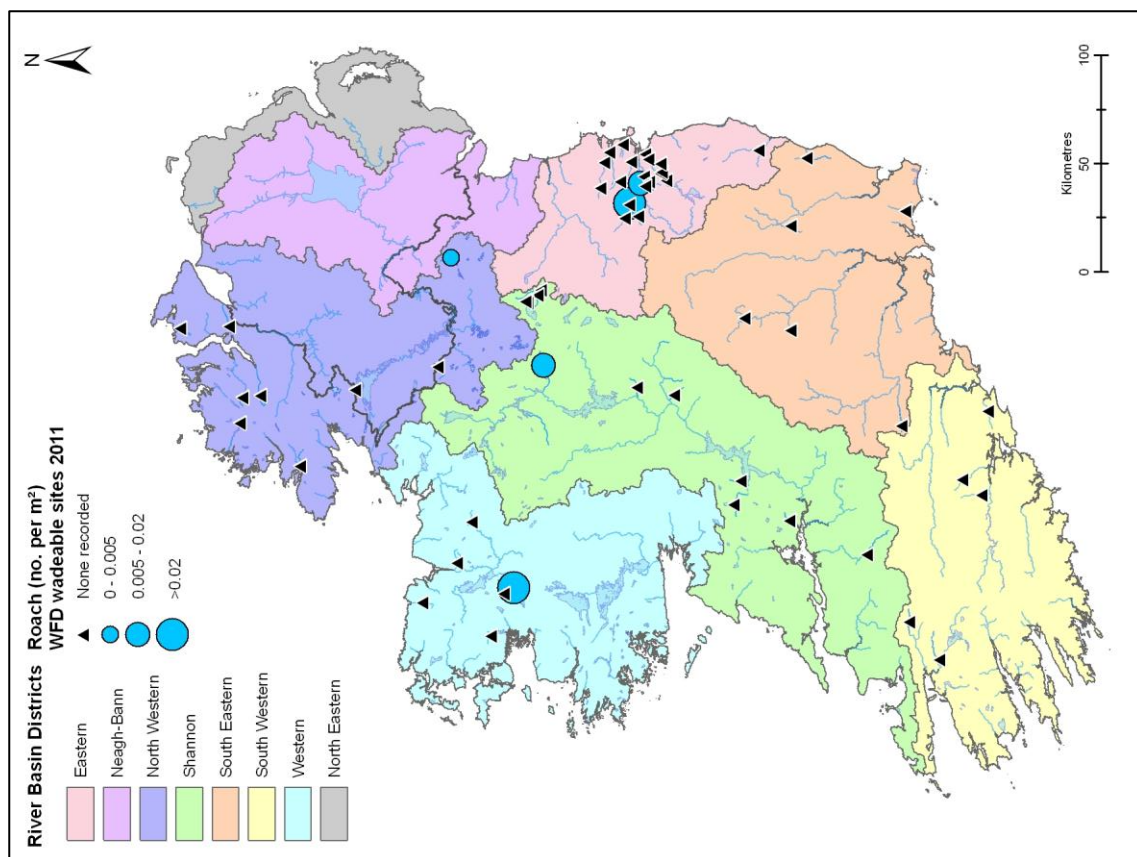 River Basin Districts
Eastern
Neagh-Bann
North Western
Shannon
South Eastern
South Western
Western
North Eastern
Roach (no. per m²)
WFD wadeable sites 2011
None recorded
0 - 0.005
0.005 - 0.02
>0.02
N
0 50 100
Kilometres